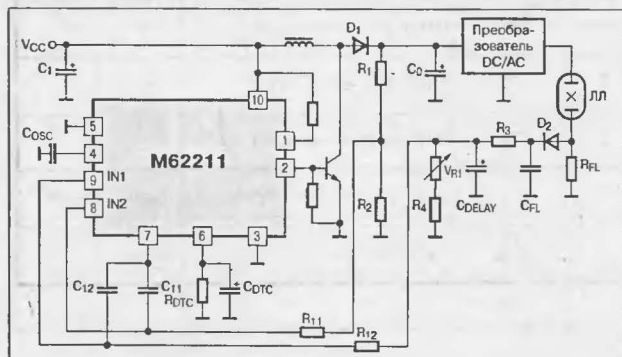 VCC
C1
COSC
5
4
9
8
IN1
IN2
M62211
10
1
2
7
6
3
C12
C11
RDTC
CDTC
R11
R12
D1
R1
R2
C0
Преобра-
зователь
DC/AC
ЛЛ
D2
R3
VR1
R4
CDELAY
CFL
RFL